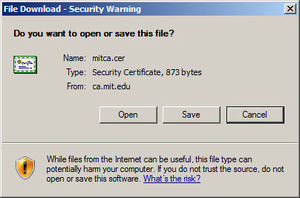 File Download - Security Warning
Do you want to open or save this file?
Name: mitca.cer
Type: Security Certificate, 873 bytes
From: ca.mit.edu
Open Save Cancel
While files from the Internet can be useful, this file type can
potentially harm your computer. If you do not trust the source, do not
open or save this software. What's the risk?